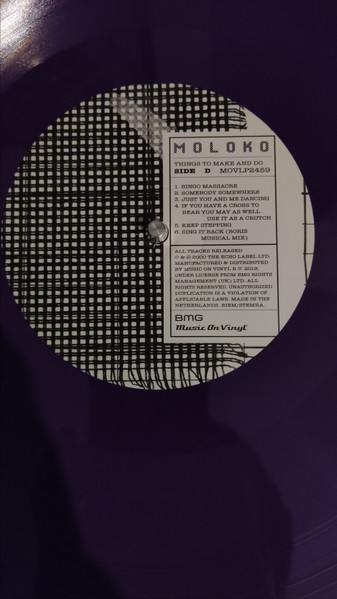 MOLOKO
THINGS TO MAKE AND DO
SIDE D MOVLP2459
1. BINGO MASSACRE
2. SOMEBODY SOMEWHERE
3. JUST YOU AND ME DANCING
4. IF YOU HAVE A CROSS TO
BEAR YOU MAY AS WELL
USE IT AS A CRUTCH
5. KEEP STEPPING
6. SING IT BACK (BORIS
MUSICAL MIX)
ALL TRACKS RELEASED
℗ & © 2000 THE ECHO LABEL LTD.
MANUFACTURED & DISTRIBUTED
BY MUSIC ON VINYL B.V. 2019,
UNDER LICENSE FROM BMG RIGHTS
MANAGEMENT (UK) LTD. ALL
RIGHTS RESERVED. UNAUTHORIZED
DUPLICATION IS A VIOLATION OF
APPLICABLE LAWS. MADE IN THE
NETHERLANDS. BIEM/STEMRA.
BMG
Music On Vinyl